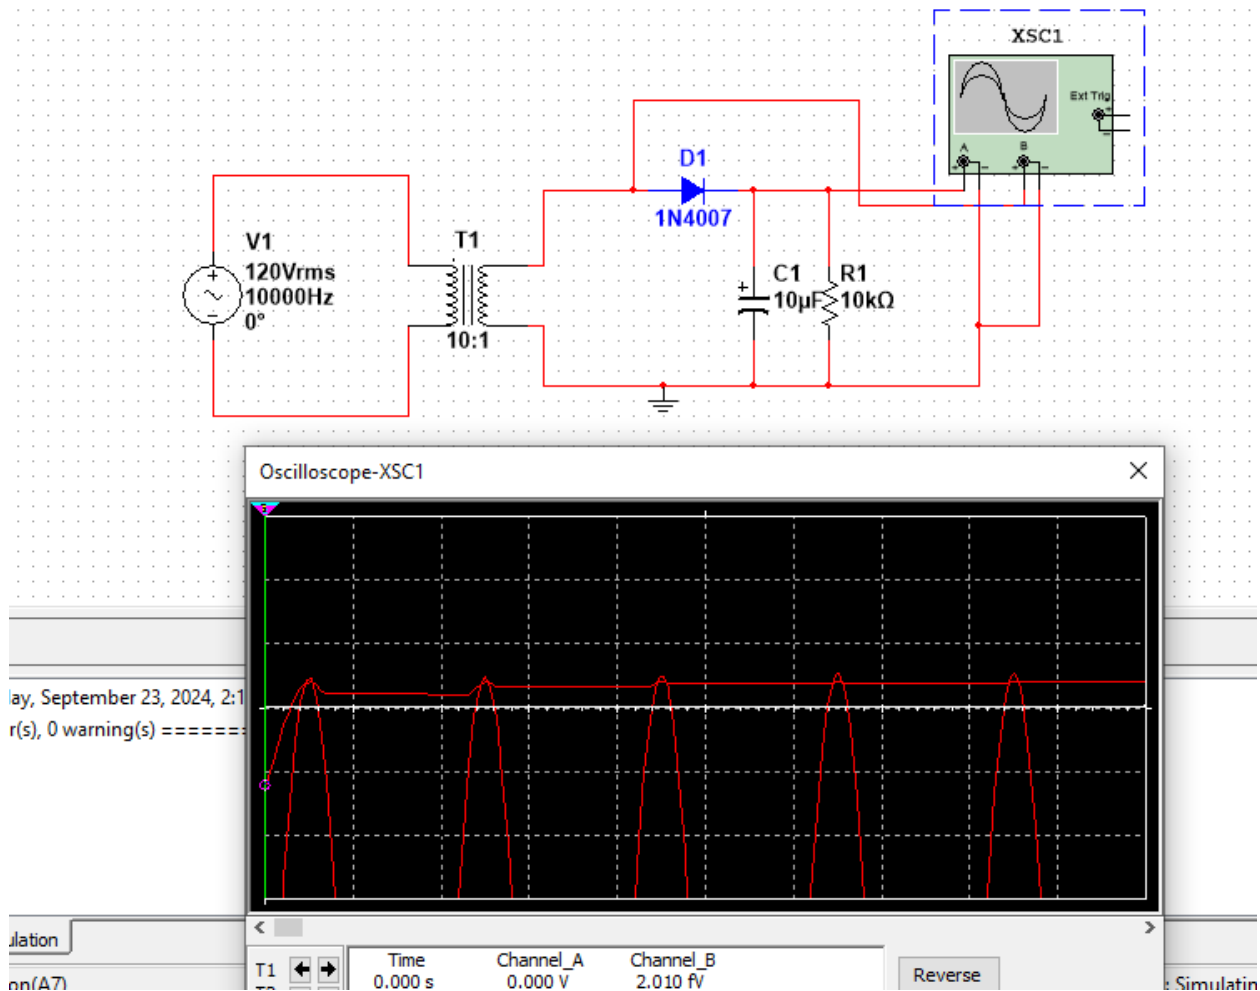 XSC1
Ext Trig
+
A
B
D1
1N4007
V1
120Vrms
10000Hz
0°
T1
10:1
C1
10µF
R1
10kΩ
Oscilloscope-XSC1
lay, September 23, 2024, 2:1
r(s), 0 warning(s) =======
ulation
on(A7)
Time Channel_A Channel_B
T1 0.000 s 0.000 V 2.010 fV
Reverse
: Simulatin